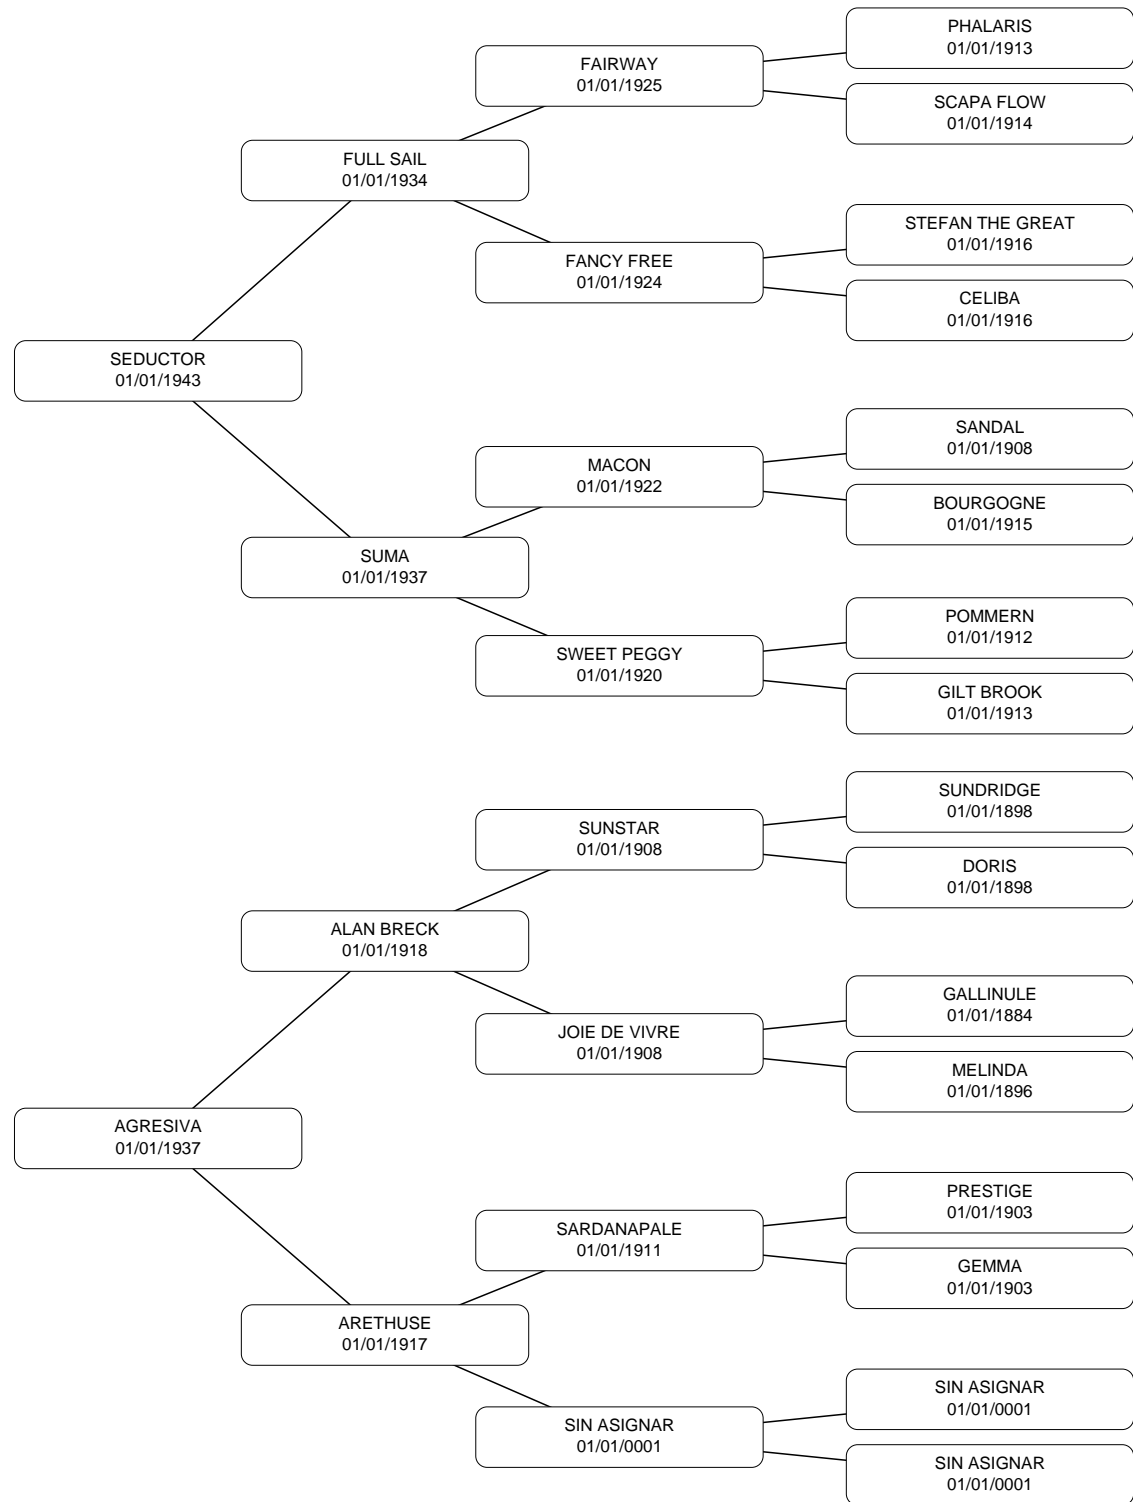 PHALARIS
01/01/1913
FAIRWAY
01/01/1925
SCAPA FLOW
01/01/1914
FULL SAIL
01/01/1934
STEFAN THE GREAT
01/01/1916
FANCY FREE
01/01/1924
CELIBA
01/01/1916
SEDUCTOR
01/01/1943
SANDAL
01/01/1908
MACON
01/01/1922
BOURGOGNE
01/01/1915
SUMA
01/01/1937
POMMERN
01/01/1912
SWEET PEGGY
01/01/1920
GILT BROOK
01/01/1913
SUNDRIDGE
01/01/1898
SUNSTAR
01/01/1908
DORIS
01/01/1898
ALAN BRECK
01/01/1918
GALLINULE
01/01/1884
JOIE DE VIVRE
01/01/1908
MELINDA
01/01/1896
AGRESIVA
01/01/1937
PRESTIGE
01/01/1903
SARDANAPALE
01/01/1911
GEMMA
01/01/1903
ARETHUSE
01/01/1917
SIN ASIGNAR
01/01/0001
SIN ASIGNAR
01/01/0001
SIN ASIGNAR
01/01/0001